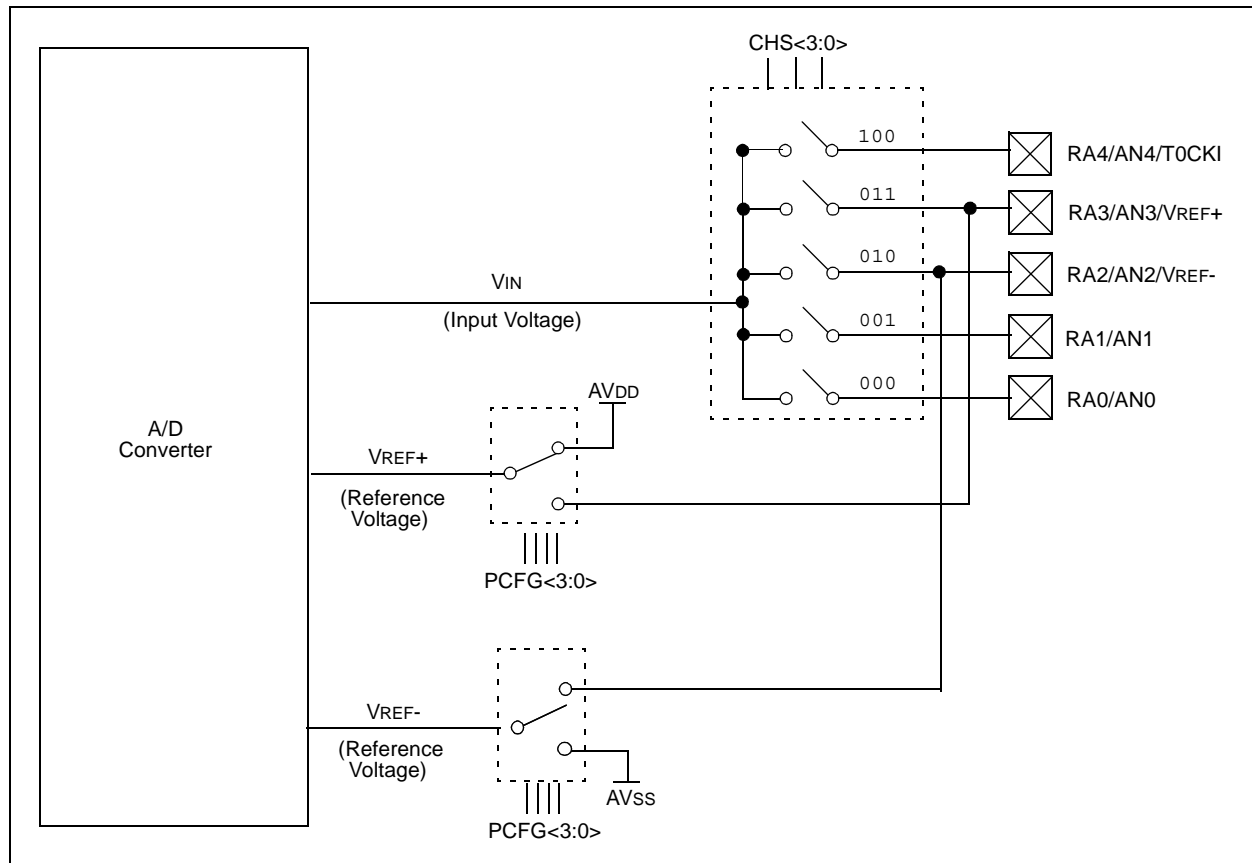 CHS<3:0>
100
RA4/AN4/T0CKI
011
RA3/AN3/VREF+
010
RA2/AN2/VREF-
VIN
(Input Voltage)
001
RA1/AN1
000
RA0/AN0
AVDD
A/D
Converter
VREF+
(Reference
Voltage)
PCFG<3:0>
VREF-
(Reference
Voltage)
AVSS
PCFG<3:0>